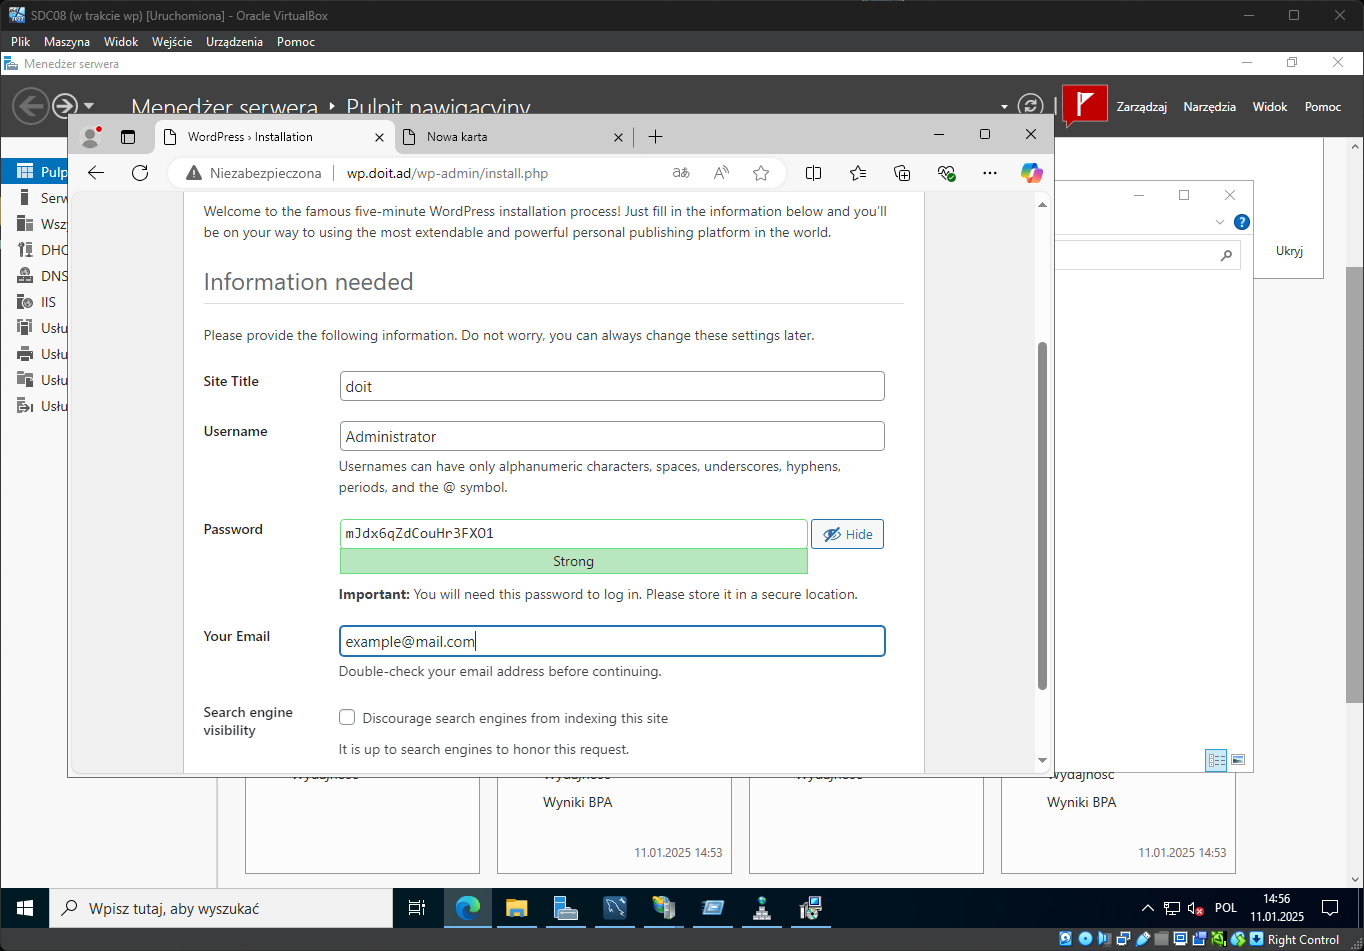 SDC08 (w trakcie wp) [Uruchomiona] - Oracle VirtualBox
Plik Maszyna Widok Wejście Urządzenia Pomoc
Menedżer serwera
Menedżer serwera Pulpit nawigacyjny
Zarządzaj Narzędzia Widok Pomoc
WordPress › Installation
Nowa karta
Niezabezpieczona
wp.doit.ad/wp-admin/install.php
Pulp
Serw
Wszy
DHC
DNS
IIS
Usłu
Usłu
Usłu
Usłu
Welcome to the famous five-minute WordPress installation process! Just fill in the information below and you'll
be on your way to using the most extendable and powerful personal publishing platform in the world.
Information needed
Please provide the following information. Do not worry, you can always change these settings later.
Site Title
doit
Username
Administrator
Usernames can have only alphanumeric characters, spaces, underscores, hyphens,
periods, and the @ symbol.
Password
mJdx6qZdCouHr3FXO1
Hide
Strong
Important: You will need this password to log in. Please store it in a secure location.
Your Email
example@mail.com
Double-check your email address before continuing.
Search engine
visibility
Discourage search engines from indexing this site
It is up to search engines to honor this request.
Ukryj
Wydajność
Wydajność
Wydajność
Wydajność
Wyniki BPA
Wyniki BPA
11.01.2025 14:53
11.01.2025 14:53
Wpisz tutaj, aby wyszukać
POL
14:56
11.01.2025
Right Control